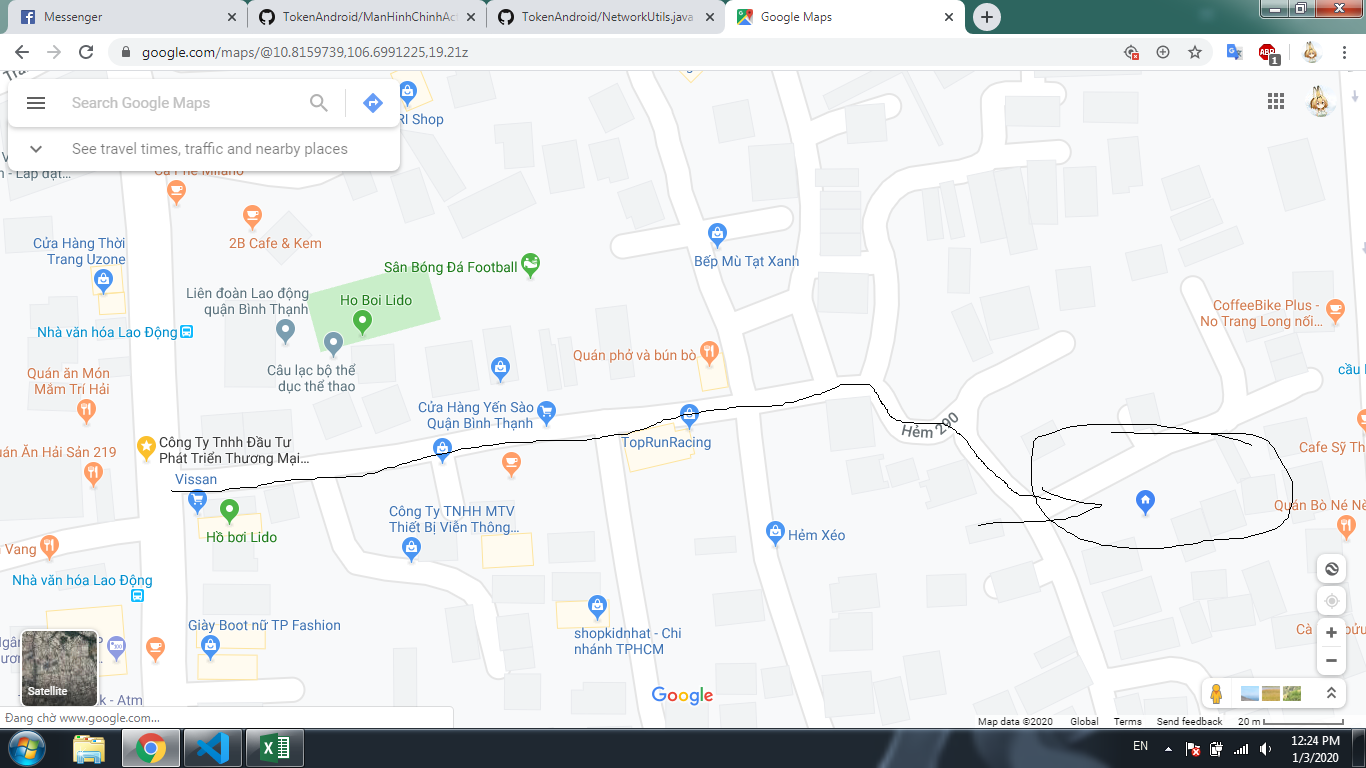 Messenger
TokenAndroid/ManHinhChinhAct
TokenAndroid/NetworkUtils.java
Google Maps
google.com/maps/@10.8159739,106.6991225,19.21z
ABP
1
Search Google Maps
RI Shop
See travel times, traffic and nearby places
- Lắp đặt...
Cà Phê Milano
2B Cafe & Kem
Cửa Hàng Thời
Trang Uzone
Sân Bóng Đá Football
Bếp Mù Tạt Xanh
Liên đoàn Lao động
quận Bình Thạnh
Ho Boi Lido
Nhà văn hóa Lao Động
CoffeeBike Plus -
No Trang Long nối...
Quán phở và bún bò
Câu lạc bộ thể
dục thể thao
Quán ăn Món
Mắm Trí Hải
cầu
Cửa Hàng Yến Sào
Quận Bình Thạnh
TopRunRacing
Hẻm 290
Công Ty Tnhh Đầu Tư
Phát Triển Thương Mại...
uán Ăn Hải Sản 219
Cafe Sỹ
Vissan
Công Ty TNHH MTV
Thiết Bị Viễn Thông...
Quán Bò Né
Hồ bơi Lido
Hẻm Xéo
Vang
Nhà văn hóa Lao Động
Giày Boot nữ TP Fashion
shopkidnhat - Chi
nhánh TPHCM
Cà
Satellite
k - Atm
Google
Đang chờ www.google.com...
Map data ©2020
Global
Terms
Send feedback
20 m
EN
12:24 PM
1/3/2020